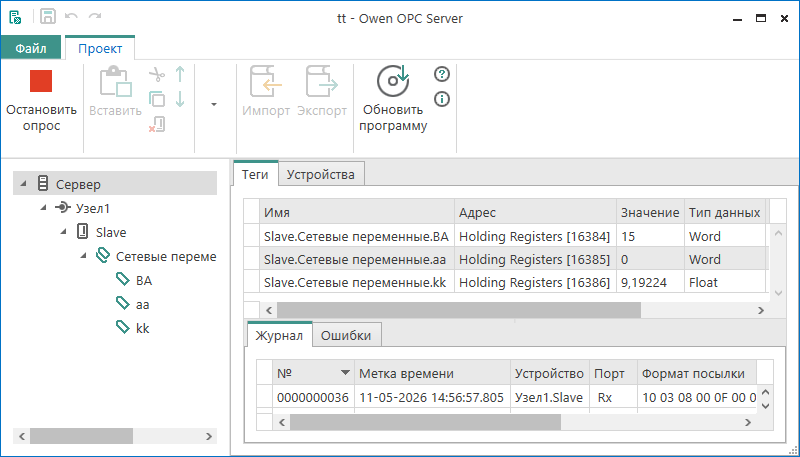 tt - Owen OPC Server
Файл Проект
Остановить опрос
Вставить
Импорт Экспорт
Обновить программу
Сервер
Узел1
Slave
Сетевые переме
BA
aa
kk
Теги Устройства
Имя Адрес Значение Тип данных
Slave.Сетевые переменные.BA Holding Registers [16384] 15 Word
Slave.Сетевые переменные.aa Holding Registers [16385] 0 Word
Slave.Сетевые переменные.kk Holding Registers [16386] 9,19224 Float
Журнал Ошибки
№ Метка времени Устройство Порт Формат посылки
0000000036 11-05-2026 14:56:57.805 Узел1.Slave Rx 10 03 08 00 0F 00 0